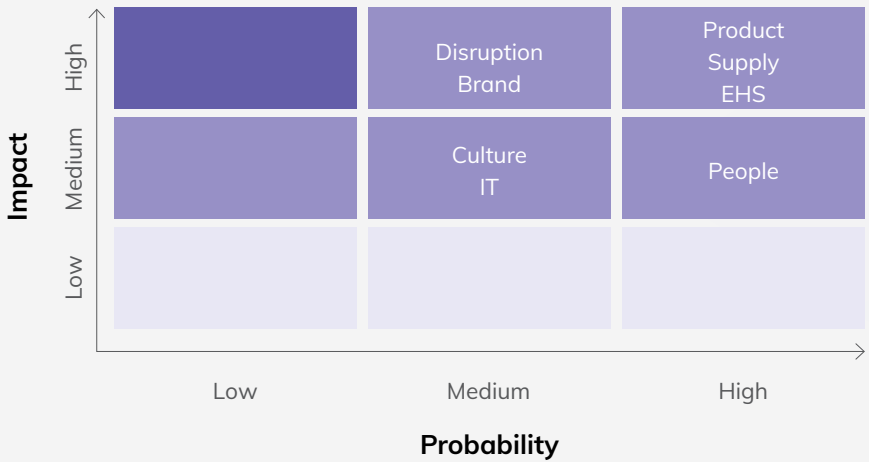 Impact
High
Disruption
Brand
Product
Supply
EHS
Medium
Culture
IT
People
Low
Low
Medium
High
Probability